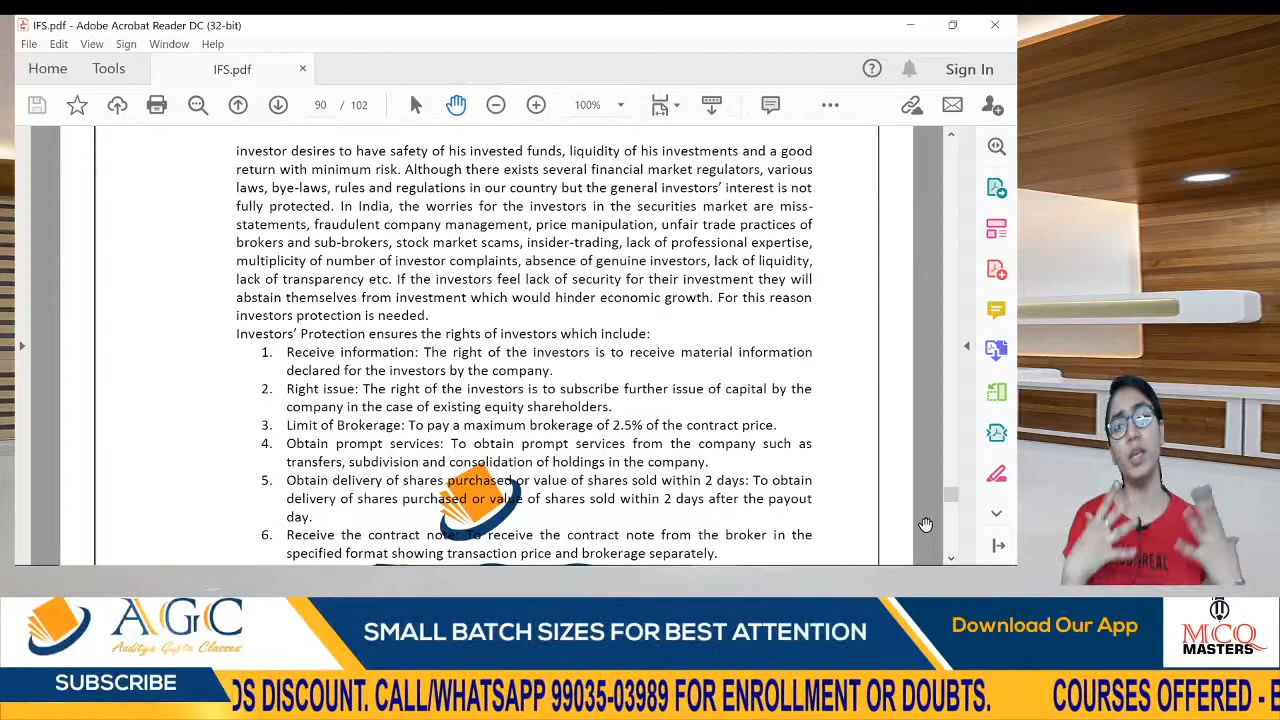 IFS.pdf - Adobe Acrobat Reader DC (32-bit)
File Edit View Sign Window Help
Home Tools IFS.pdf × Sign In
90 / 102 100%
investor desires to have safety of his invested funds, liquidity of his investments and a good
return with minimum risk. Although there exists several financial market regulators, various
laws, bye-laws, rules and regulations in our country but the general investors' interest is not
fully protected. In India, the worries for the investors in the securities market are miss-
statements, fraudulent company management, price manipulation, unfair trade practices of
brokers and sub-brokers, stock market scams, insider-trading, lack of professional expertise,
multiplicity of number of investor complaints, absence of genuine investors, lack of liquidity,
lack of transparency etc. If the investors feel lack of security for their investment they will
abstain themselves from investment which would hinder economic growth. For this reason
investors protection is needed.
Investors' Protection ensures the rights of investors which include:
1. Receive information: The right of the investors is to receive material information
declared for the investors by the company.
2. Right issue: The right of the investors is to subscribe further issue of capital by the
company in the case of existing equity shareholders.
3. Limit of Brokerage: To pay a maximum brokerage of 2.5% of the contract price.
4. Obtain prompt services: To obtain prompt services from the company such as
transfers, subdivision and consolidation of holdings in the company.
5. Obtain delivery of shares purchased or value of shares sold within 2 days: To obtain
delivery of shares purchased or value of shares sold within 2 days after the payout
day.
6. Receive the contract note: To receive the contract note from the broker in the
specified format showing transaction price and brokerage separately.
AGC
Aaditya Gupta Classes
SMALL BATCH SIZES FOR BEST ATTENTION
Download Our App
MCQ
MASTERS
SUBSCRIBE
DS DISCOUNT. CALL/WHATSAPP 99035-03989 FOR ENROLLMENT OR DOUBTS. COURSES OFFERED -